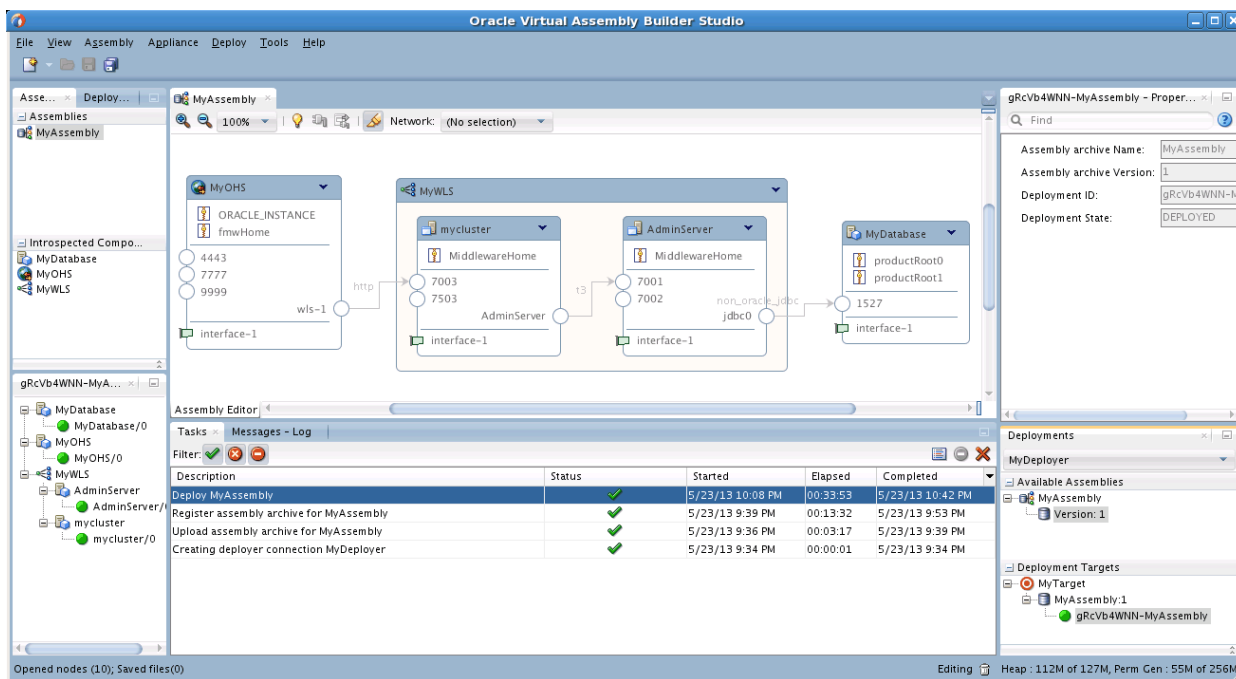 Oracle Virtual Assembly Builder Studio
File View Assembly Appliance Deploy Tools Help
Asse... Deploy...
Assemblies
MyAssembly
Introspected Compo...
MyDatabase
MyOHS
MyWLS
gRcVb4WNN-MyA...
MyDatabase
MyDatabase/0
MyOHS
MyOHS/0
MyWLS
AdminServer
AdminServer/
mycluster
mycluster/0
MyAssembly
100% Network: (No selection)
MyOHS
ORACLE_INSTANCE
fmwHome
4443
7777
9999
wls-1
interface-1
http
MyWLS
mycluster
MiddlewareHome
7003
7503
AdminServer
interface-1
t3
AdminServer
MiddlewareHome
7001
7002
non_oracle_jdbc
jdbc0
interface-1
MyDatabase
productRoot0
productRoot1
1527
interface-1
Assembly Editor
Tasks Messages - Log
Filter:
Description Status Started Elapsed Completed
Deploy MyAssembly 5/23/13 10:08 PM 00:33:53 5/23/13 10:42 PM
Register assembly archive for MyAssembly 5/23/13 9:39 PM 00:13:32 5/23/13 9:53 PM
Upload assembly archive for MyAssembly 5/23/13 9:36 PM 00:03:17 5/23/13 9:39 PM
Creating deployer connection MyDeployer 5/23/13 9:34 PM 00:00:01 5/23/13 9:34 PM
gRcVb4WNN-MyAssembly - Proper...
Find
Assembly archive Name: MyAssembly
Assembly archive Version: 1
Deployment ID: gRcVb4WNN-M
Deployment State: DEPLOYED
Deployments
MyDeployer
Available Assemblies
MyAssembly
Version: 1
Deployment Targets
MyTarget
MyAssembly:1
gRcVb4WNN-MyAssembly
Opened nodes (10); Saved files(0)
Editing
Heap : 112M of 127M, Perm Gen : 55M of 256M